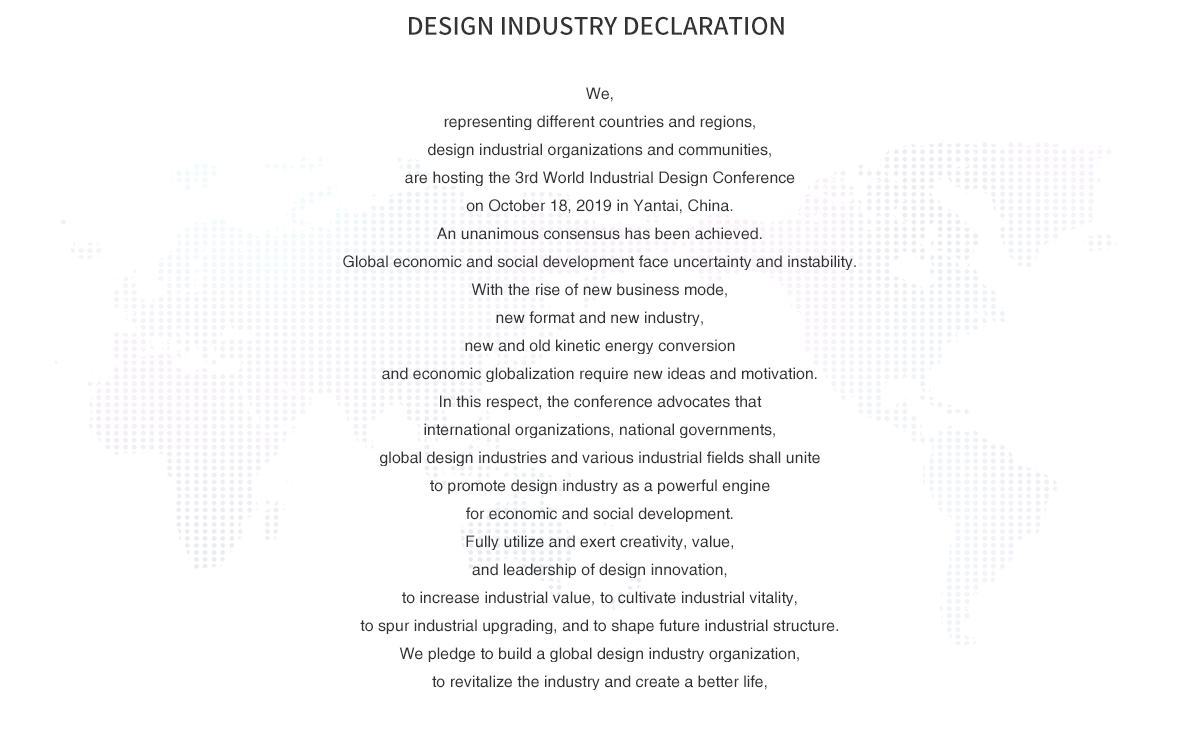 DESIGN INDUSTRY DECLARATION
We,
representing different countries and regions,
design industrial organizations and communities,
are hosting the 3rd World Industrial Design Conference
on October 18, 2019 in Yantai, China.
An unanimous consensus has been achieved.
Global economic and social development face uncertainty and instability.
With the rise of new business mode,
new format and new industry,
new and old kinetic energy conversion
and economic globalization require new ideas and motivation.
In this respect, the conference advocates that
international organizations, national governments,
global design industries and various industrial fields shall unite
to promote design industry as a powerful engine
for economic and social development.
Fully utilize and exert creativity, value,
and leadership of design innovation,
to increase industrial value, to cultivate industrial vitality,
to spur industrial upgrading, and to shape future industrial structure.
We pledge to build a global design industry organization,
to revitalize the industry and create a better life,